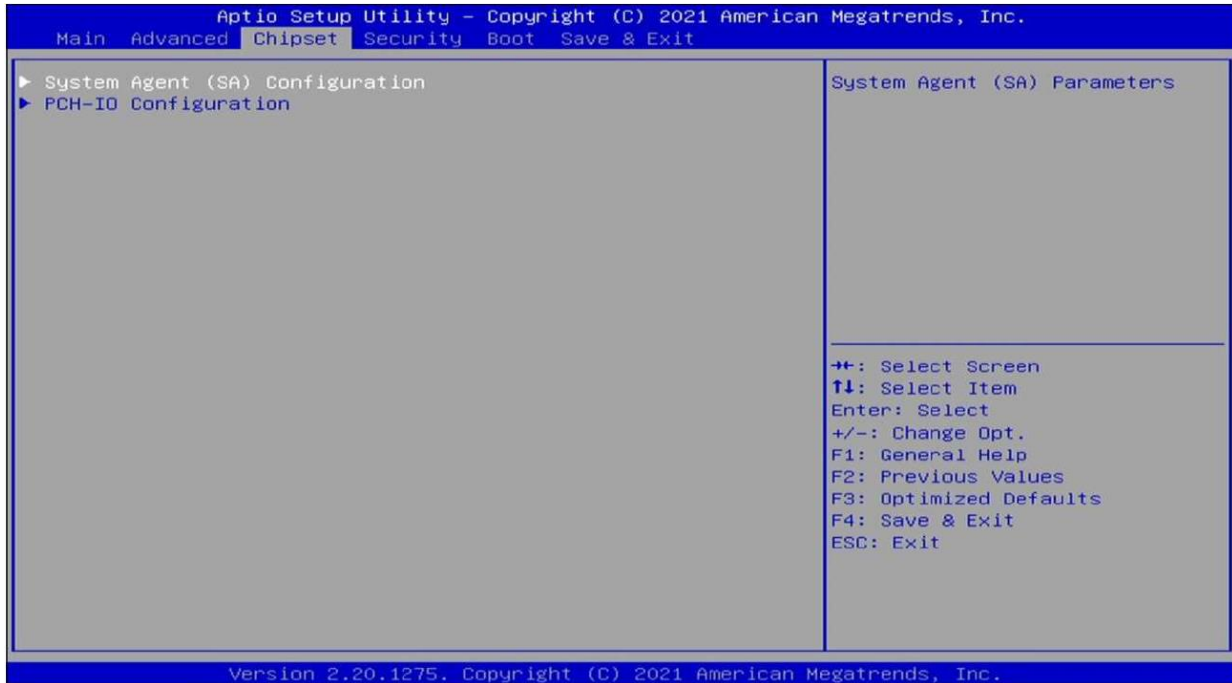 Aptio Setup Utility – Copyright (C) 2021 American Megatrends, Inc.
Main Advanced Chipset Security Boot Save & Exit
► System Agent (SA) Configuration
► PCH-IO Configuration
System Agent (SA) Parameters
→←: Select Screen
↑↓: Select Item
Enter: Select
+/-: Change Opt.
F1: General Help
F2: Previous Values
F3: Optimized Defaults
F4: Save & Exit
ESC: Exit
Version 2.20.1275. Copyright (C) 2021 American Megatrends, Inc.